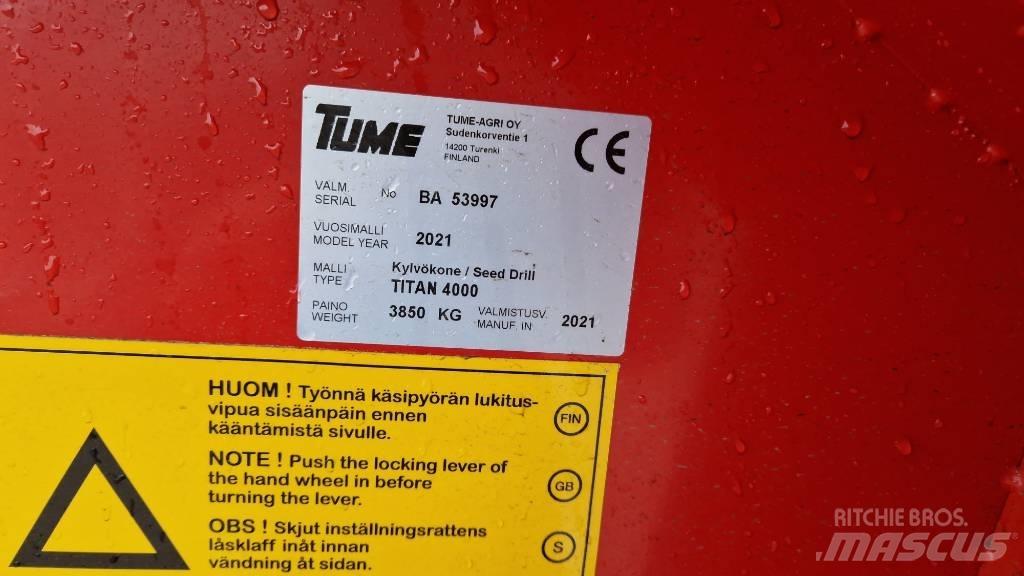 TUME
TUME-AGRI OY
Sudenkorventie 1
14200 Turenki
FINLAND
CE
VALM. No
SERIAL
BA 53997
VUOSIMALLI
MODEL YEAR
2021
MALLI
TYPE
Kylvökone / Seed Drill
TITAN 4000
PAINO
WEIGHT
3850 KG
VALMISTUSV.
MANUF. IN
2021
HUOM ! Työnnä käsipyörän lukitus-
vipua sisäänpäin ennen
kääntämistä sivulle.
FIN
NOTE ! Push the locking lever of
the hand wheel in before
turning the lever.
GB
OBS ! Skjut inställningsrattens
låsklaff inåt innan
vändning åt sidan.
S
RITCHIE BROS.
MASCUS